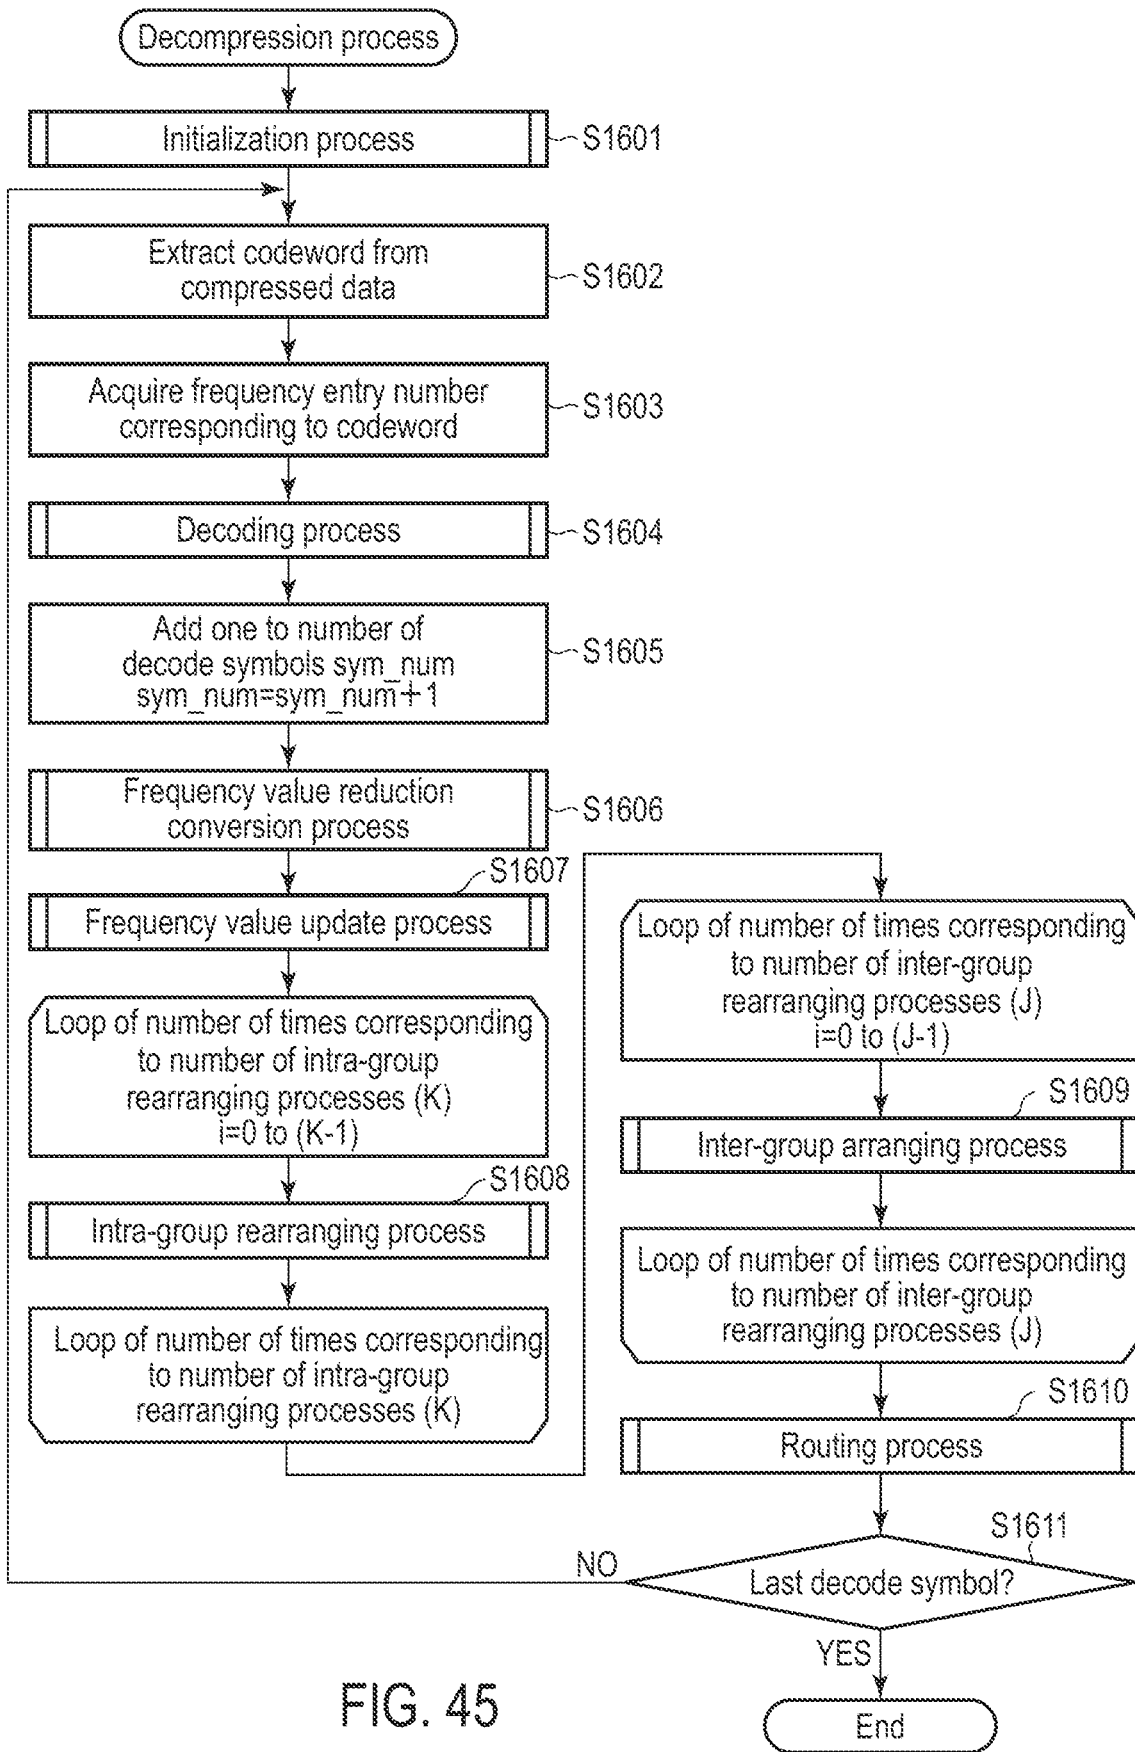 Decompression process
Initialization process
S1601
Extract codeword from
compressed data
S1602
Acquire frequency entry number
corresponding to codeword
S1603
Decoding process
S1604
Add one to number of
decode symbols sym_num
sym_num=sym_num+1
S1605
Frequency value reduction
conversion process
S1606
S1607
Frequency value update process
Loop of number of times corresponding
to number of intra-group
rearranging processes (K)
i=0 to (K-1)
S1608
Intra-group rearranging process
Loop of number of times corresponding
to number of intra-group
rearranging processes (K)
Loop of number of times corresponding
to number of inter-group
rearranging processes (J)
i=0 to (J-1)
S1609
Inter-group arranging process
Loop of number of times corresponding
to number of inter-group
rearranging processes (J)
S1610
Routing process
S1611
Last decode symbol?
NO
YES
End
FIG. 45